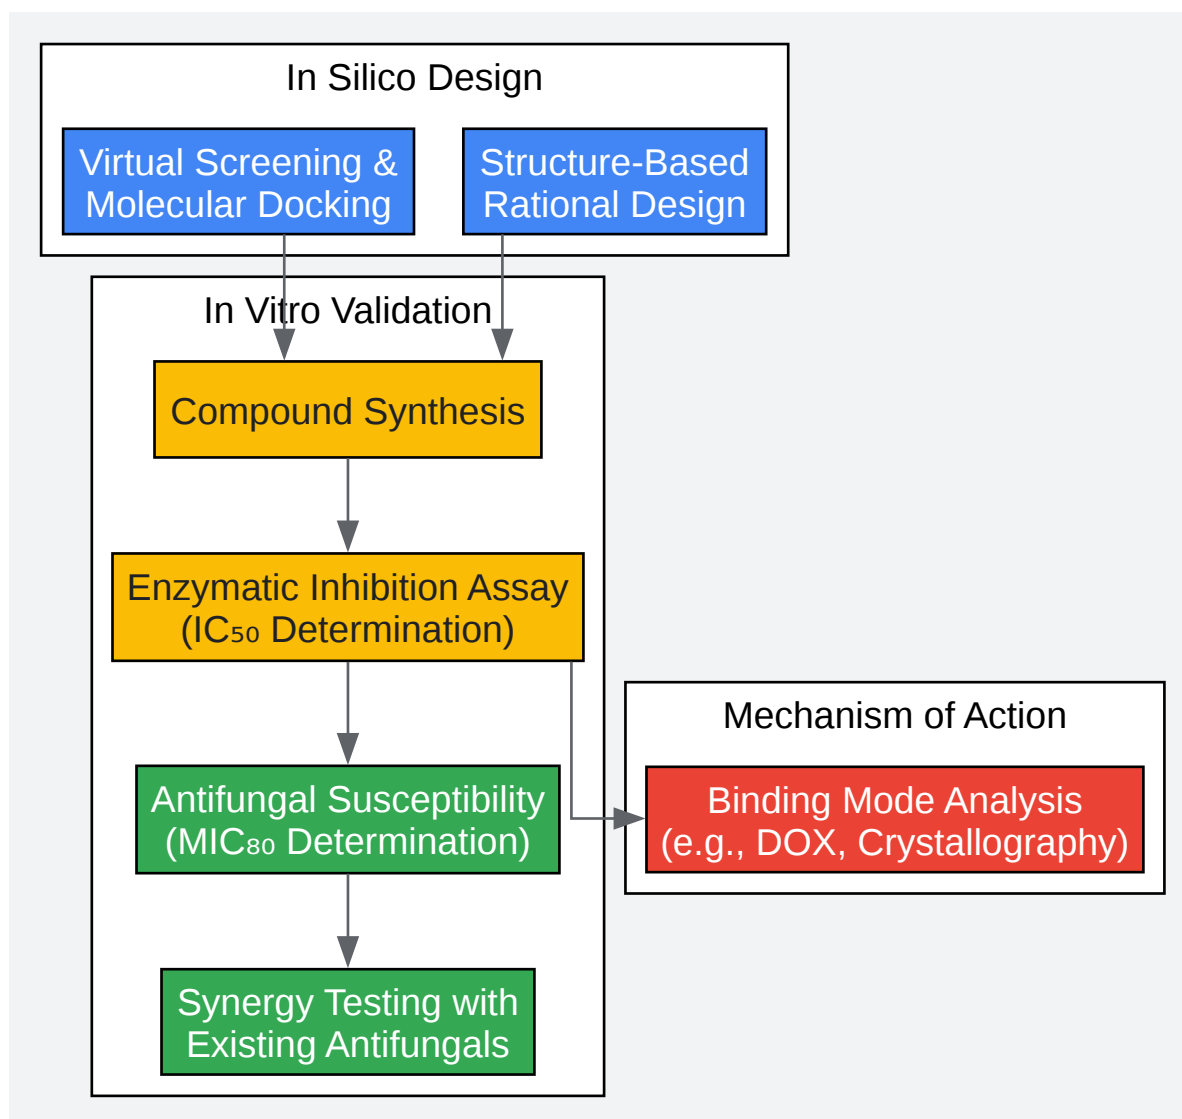 In Silico Design
Virtual Screening &
Molecular Docking
Structure-Based
Rational Design
In Vitro Validation
Compound Synthesis
Enzymatic Inhibition Assay
(IC₅₀ Determination)
Antifungal Susceptibility
(MIC₈₀ Determination)
Synergy Testing with
Existing Antifungals
Mechanism of Action
Binding Mode Analysis
(e.g., DOX, Crystallography)